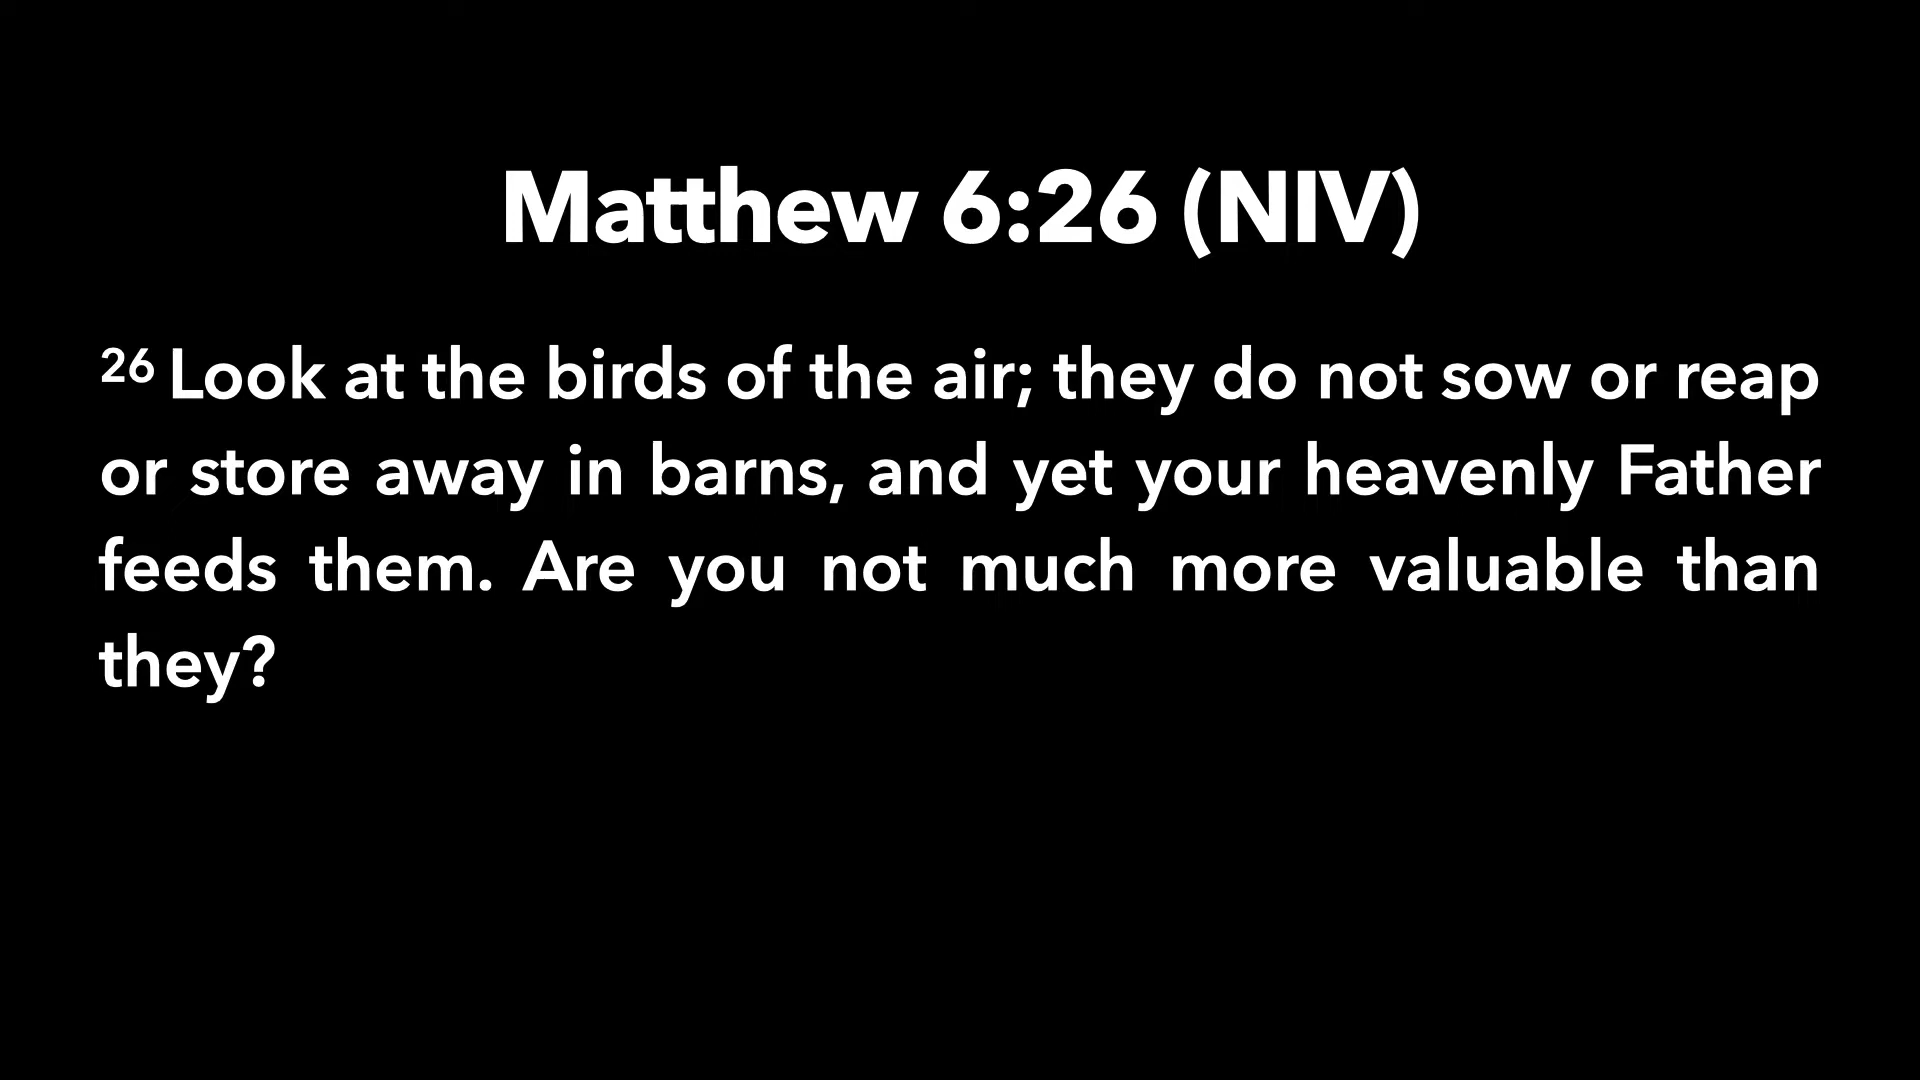 Matthew 6:26 (NIV)
26 Look at the birds of the air; they do not sow or reap
or store away in barns, and yet your heavenly Father
feeds them. Are you not much more valuable than
they?